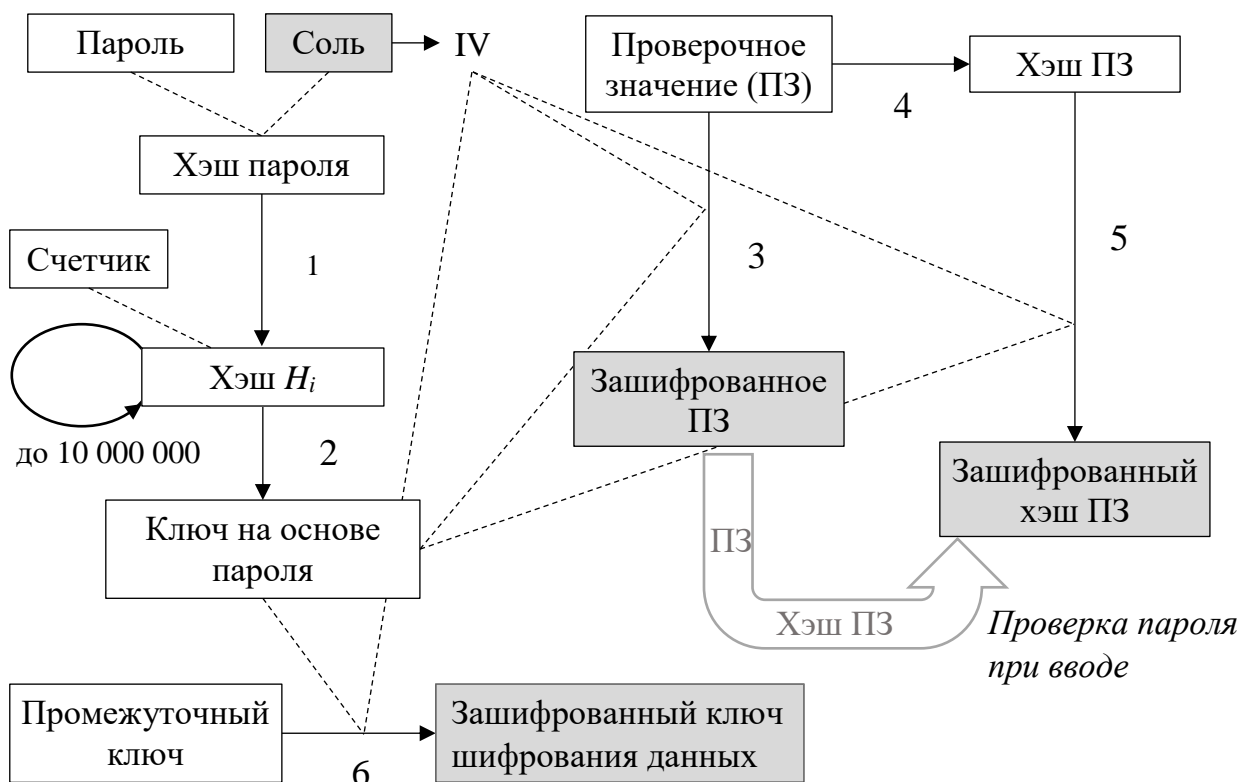 Пароль
Соль
IV
Проверочное
значение (ПЗ)
Хэш ПЗ
4
Хэш пароля
Счетчик
1
3
5
Хэш Hi
до 10 000 000
2
Зашифрованное
ПЗ
Зашифрованный
хэш ПЗ
Ключ на основе
пароля
ПЗ
Хэш ПЗ
Проверка пароля
при вводе
Промежуточный
ключ
6
Зашифрованный ключ
шифрования данных